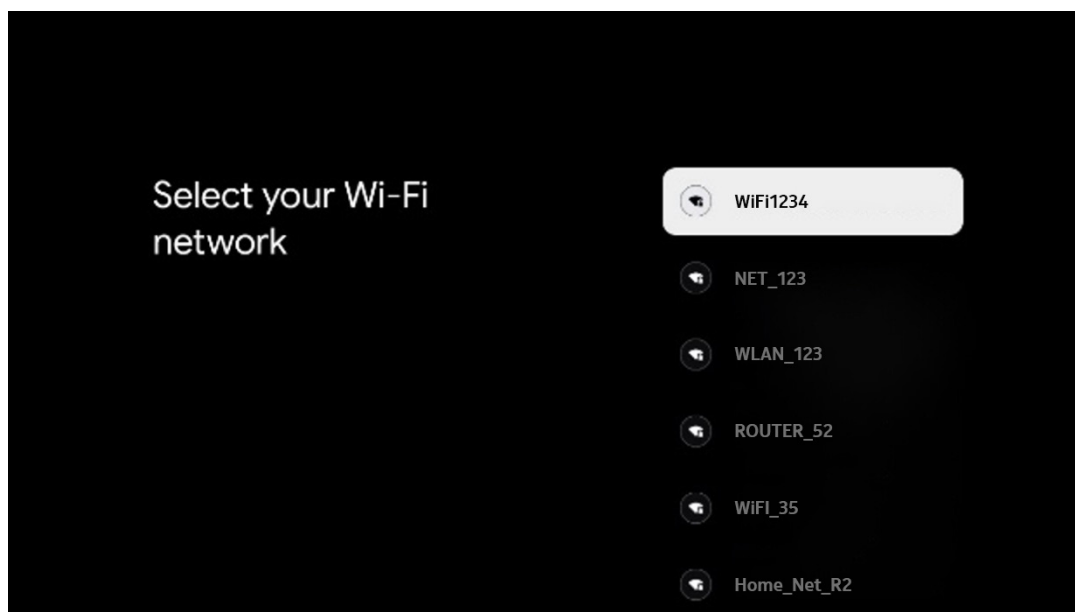 Select your Wi-Fi
network
WiFi1234
NET_123
WLAN_123
ROUTER_52
WiFI_35
Home_Net_R2